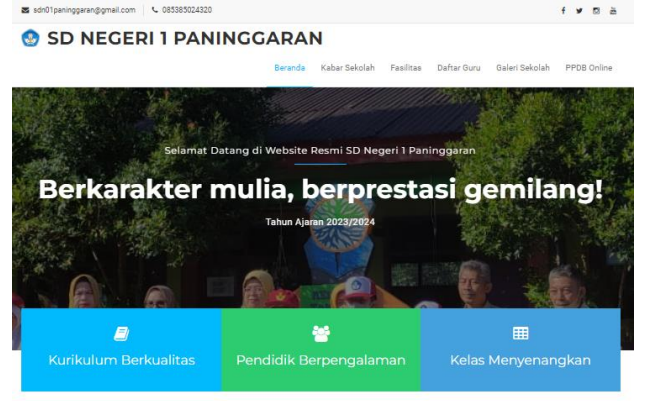 sdn01paninggaran@gmail.com 085385024320
SD NEGERI 1 PANINGGARAN
Beranda Kabar Sekolah Fasilitas Daftar Guru Galeri Sekolah PPDB Online
Selamat Datang di Website Resmi SD Negeri 1 Paninggaran
Berkarakter mulia, berprestasi gemilang!
Tahun Ajaran 2023/2024
Kurikulum Berkualitas Pendidik Berpengalaman Kelas Menyenangkan